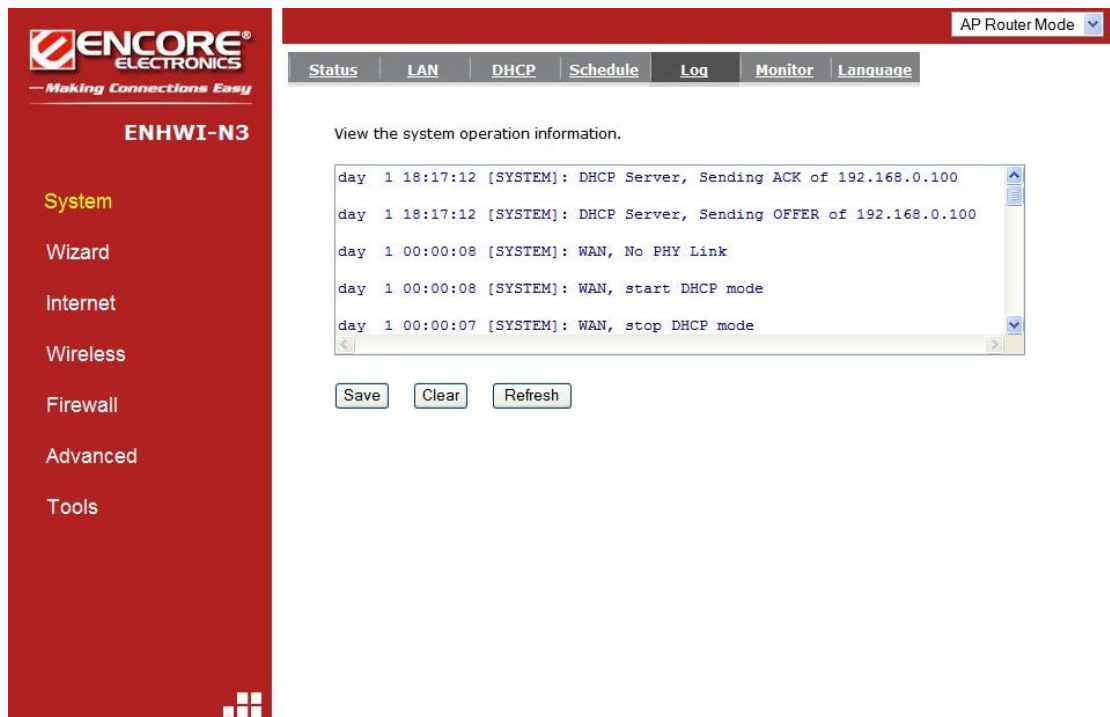 AP Router Mode
ENCORE®
ELECTRONICS
Making Connections Easy
Status LAN DHCP Schedule Log Monitor Language
ENHWI-N3
View the system operation information.
day 1 18:17:12 [SYSTEM]: DHCP Server, Sending ACK of 192.168.0.100
day 1 18:17:12 [SYSTEM]: DHCP Server, Sending OFFER of 192.168.0.100
day 1 00:00:08 [SYSTEM]: WAN, No PHY Link
day 1 00:00:08 [SYSTEM]: WAN, start DHCP mode
day 1 00:00:07 [SYSTEM]: WAN, stop DHCP mode
Save Clear Refresh
System
Wizard
Internet
Wireless
Firewall
Advanced
Tools